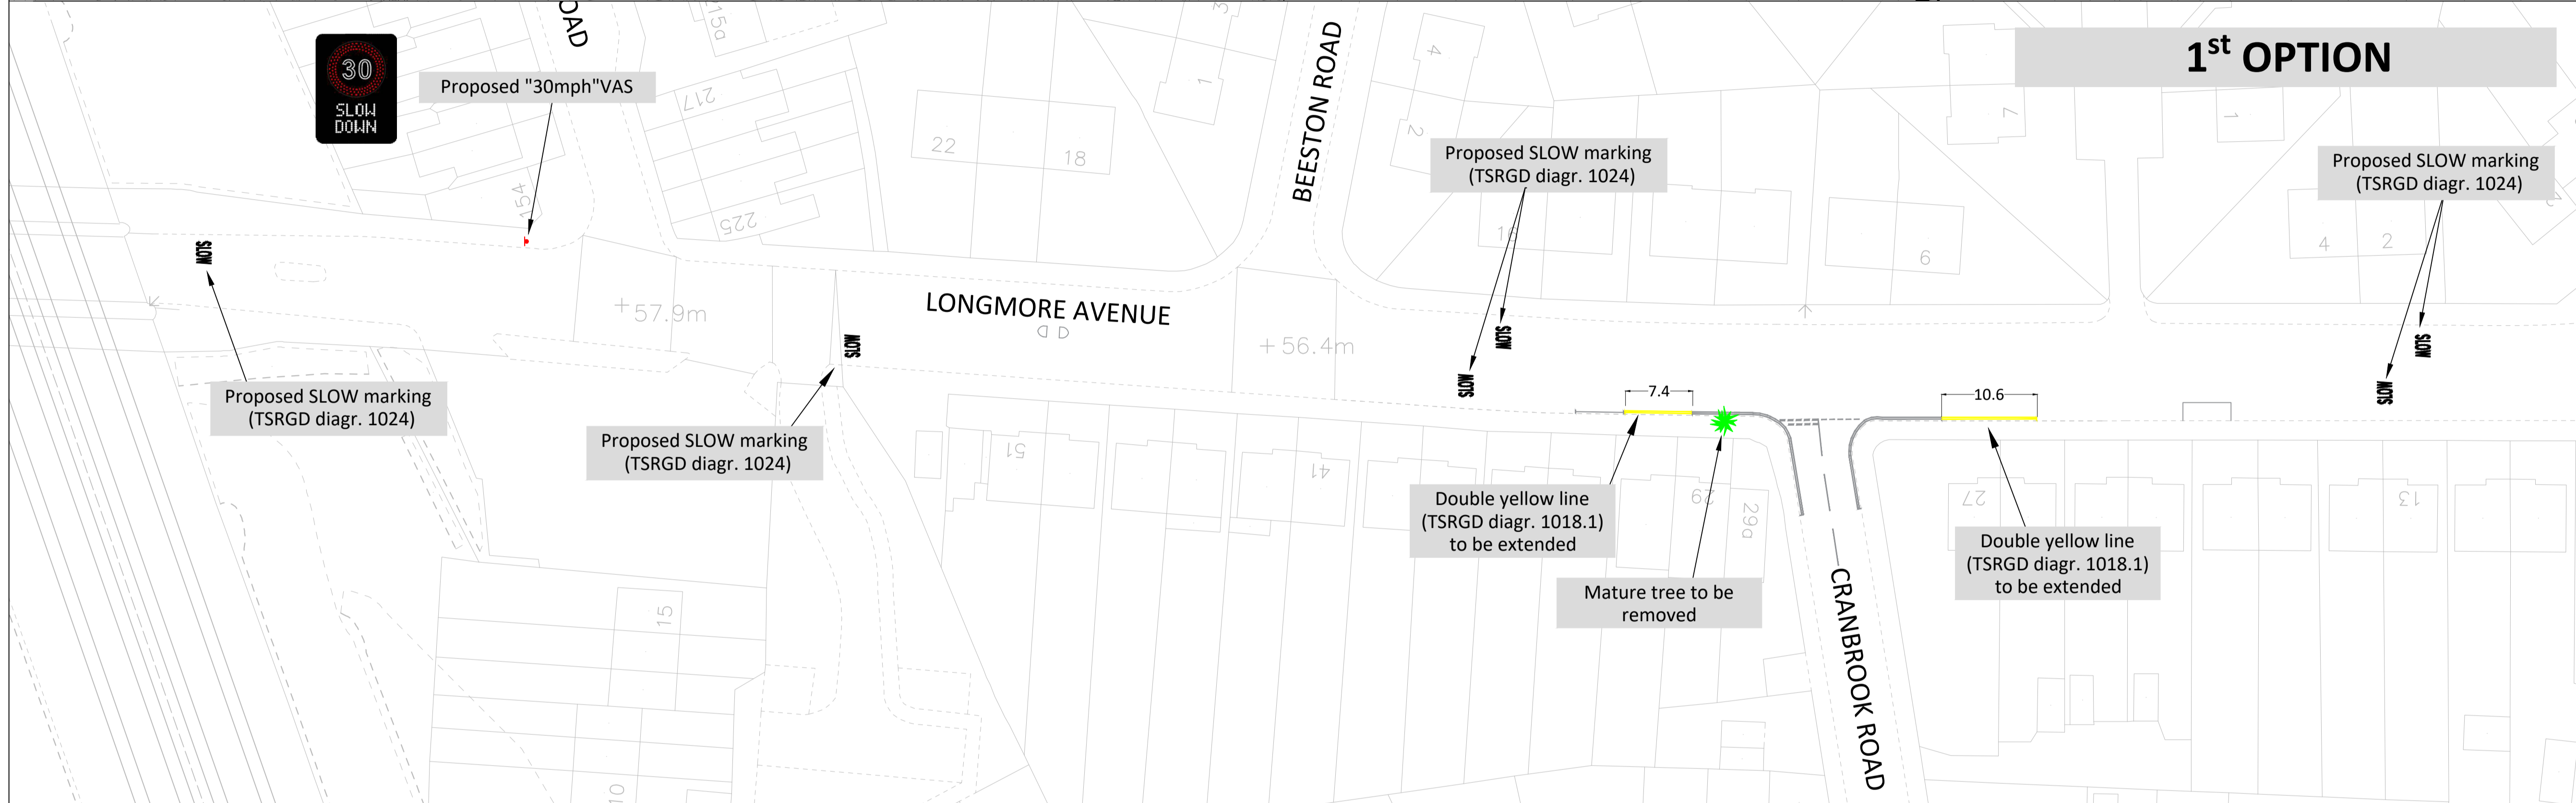 1st OPTION
30
SLOW
DOWN
Proposed "30mph"VAS
OAD
215a
217
225
154
22
18
3
1
BEESTON ROAD
4
2
Proposed SLOW marking
(TSRGD diagr. 1024)
16
6
7
1
Proposed SLOW marking
(TSRGD diagr. 1024)
4
2
SLOW
+57.9m
LONGMORE AVENUE
SLOW
+56.4m
SLOW
SLOW
SLOW
SLOW
Proposed SLOW marking
(TSRGD diagr. 1024)
Proposed SLOW marking
(TSRGD diagr. 1024)
7.4
10.6
51
41
29
29a
27
13
Double yellow line
(TSRGD diagr. 1018.1)
to be extended
Mature tree to be
removed
Double yellow line
(TSRGD diagr. 1018.1)
to be extended
CRANBROOK ROAD
15
10